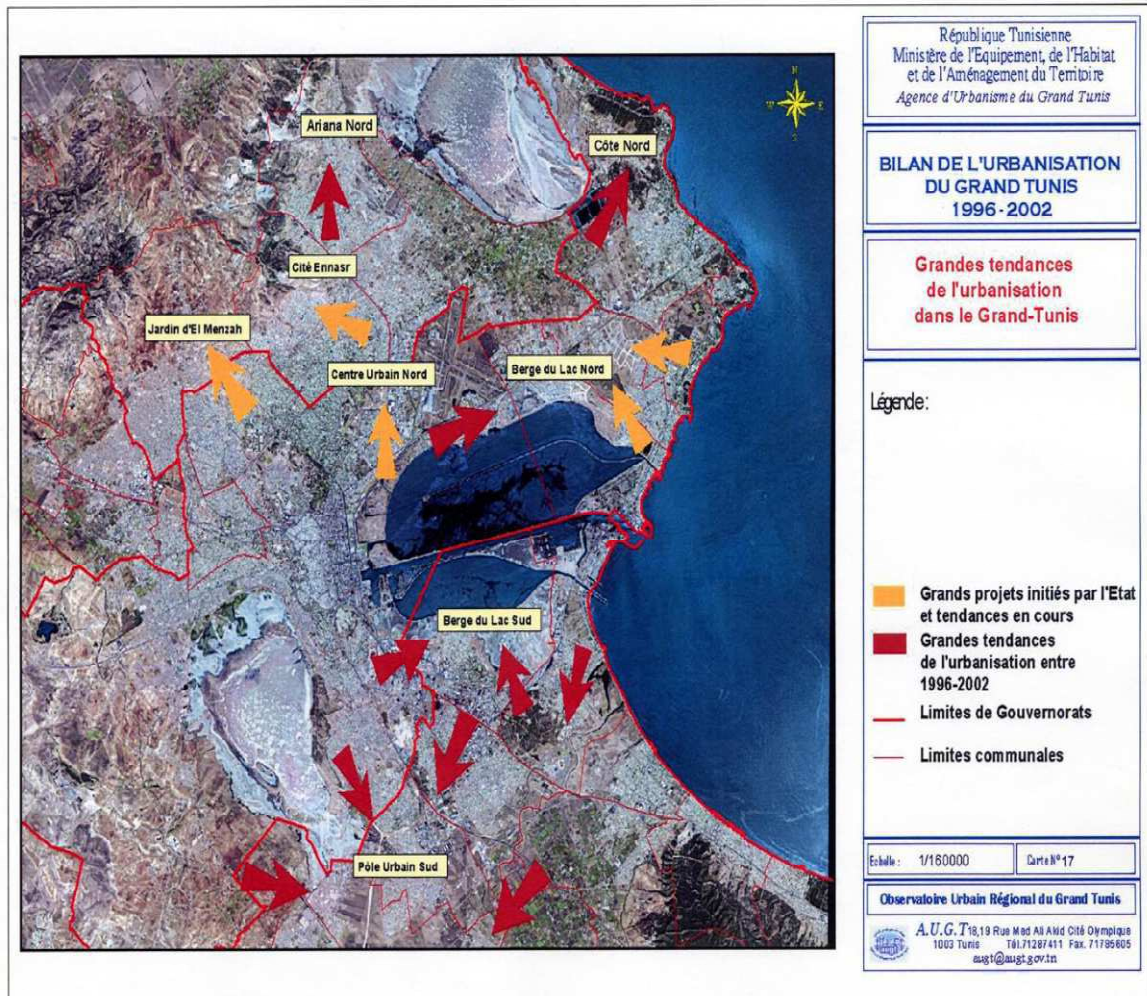 Ariana Nord
Côte Nord
Cité Ennasr
Jardin d'El Menzah
Centre Urbain Nord
Berge du Lac Nord
Berge du Lac Sud
Pôle Urbain Sud
N
W E
S
République Tunisienne
Ministère de l'Equipement, de l'Habitat
et de l'Aménagement du Territoire
Agence d'Urbanisme du Grand Tunis
BILAN DE L'URBANISATION
DU GRAND TUNIS
1996-2002
Grandes tendances
de l'urbanisation
dans le Grand-Tunis
Légende:
Grands projets initiés par l'Etat
et tendances en cours
Grandes tendances
de l'urbanisation entre
1996-2002
Limites de Gouvernorats
Limites communales
Echelle: 1/160000 Carte N° 17
Observatoire Urbain Régional du Grand Tunis
A.U.G.T 18,19 Rue Med Ali Akid Cité Olympique
1003 Tunis Tél.71287411 Fax. 71785605
augt@augt.gov.tn